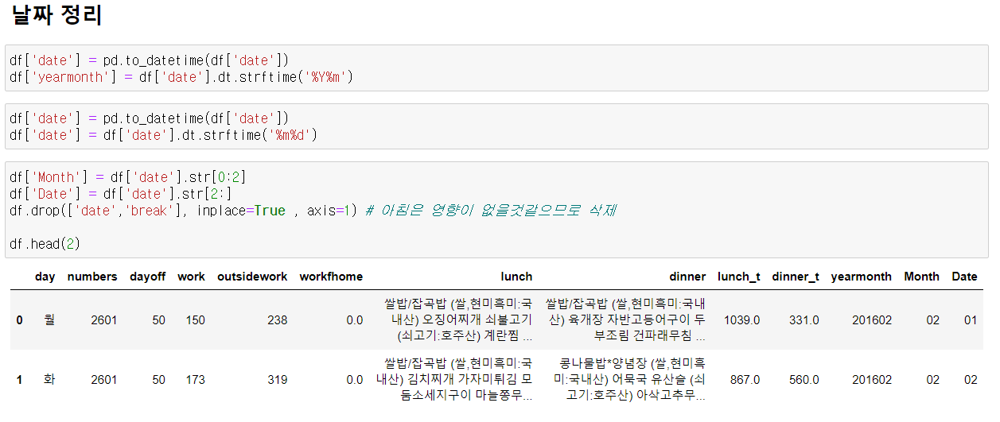 날짜 정리
df['date'] = pd.to_datetime(df['date'])
df['yearmonth'] = df['date'].dt.strftime('%Y%m')
df['date'] = pd.to_datetime(df['date'])
df['date'] = df['date'].dt.strftime('%m%d')
df['Month'] = df['date'].str[0:2]
df['Date'] = df['date'].str[2:]
df.drop(['date','break'], inplace=True , axis=1) # 아침은 영향이 없을것같으므로 삭제
df.head(2)
day numbers dayoff work outsidework workfhome lunch dinner lunch_t dinner_t yearmonth Month Date
쌀밥/잡곡밥 (쌀,현미흑미:국 쌀밥/잡곡밥 (쌀,현미흑미:국내
0 월 2601 50 150 238 0.0 내산) 오징어찌개 쇠불고기 산) 육개장 자반고등어구이 두 1039.0 331.0 201602 02 01
(쇠고기:호주산) 계란찜 ... 부조림 건파래무침 ...
쌀밥/잡곡밥 (쌀,현미흑미:국 콩나물밥*양념장 (쌀,현미흑
1 화 2601 50 173 319 0.0 내산) 김치찌개 가자미튀김 모 미:국내산) 어묵국 유산슬 (쇠 867.0 560.0 201602 02 02
둠소세지구이 마늘쫑무... 고기:호주산) 아삭고추무...